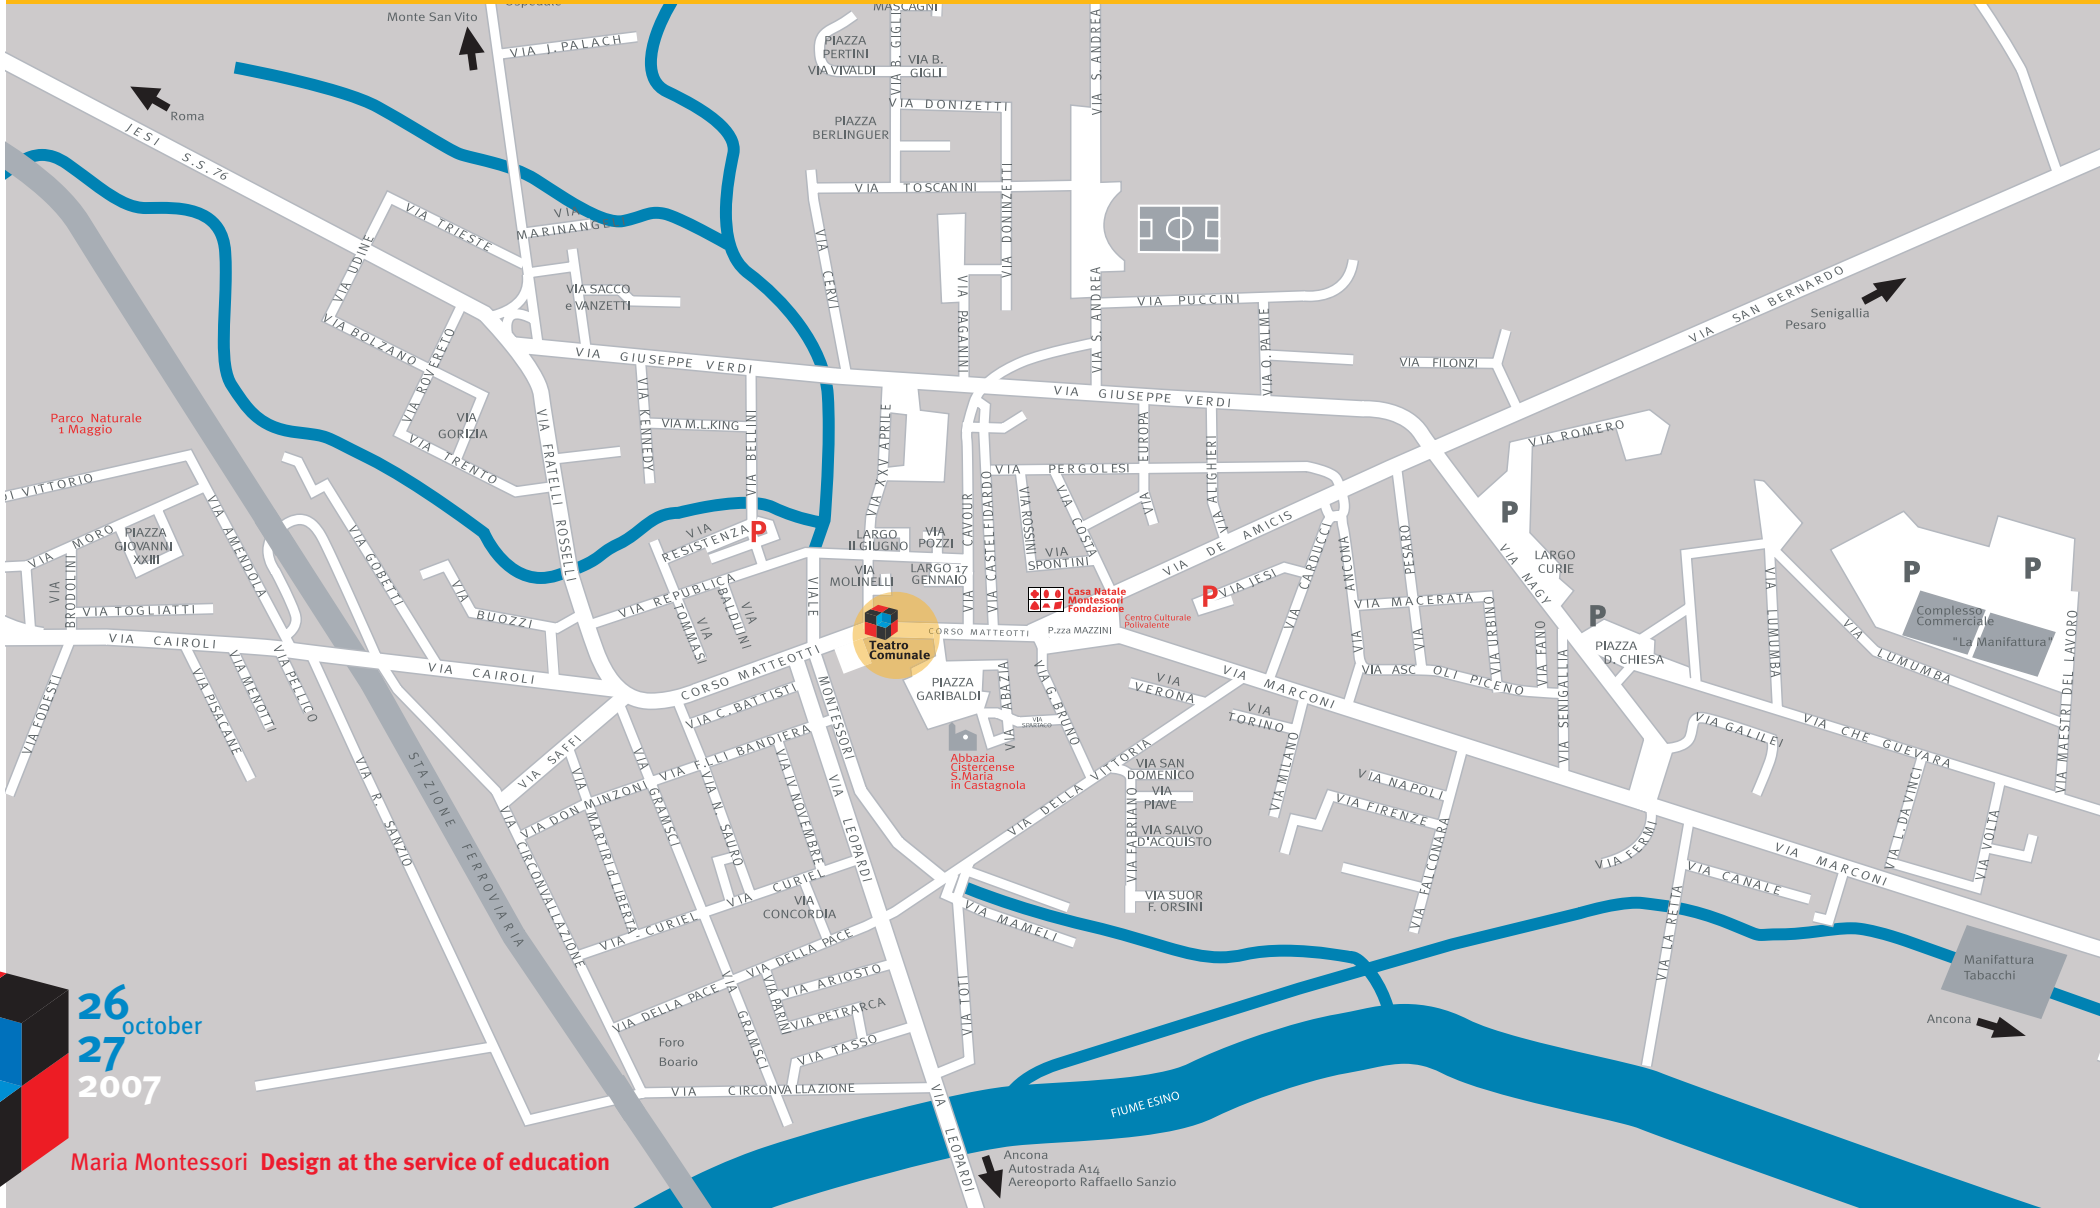 Ospedale
Monte San Vito
VIA J. PALACH
Roma
JESI S.S. 76
MASCAGNI
PIAZZA
PERTINI
VIA VIVALDI
VIA B. GIGLI
VIA B.
GIGLI
VIA DONIZETTI
PIAZZA
BERLINGUER
VIA TOSCANINI
VIA DONINZETTI
VIA S. ANDREA
VIA S. ANDREA
VIA S. ANDREA
VIA CERVI
VIA PAGANINI
VIA TRIESTE
VIA UDINE
VIA BOLZANO
VIA ROVERETO
VIA
GORIZIA
VIA TRENTO
VIA
VIA SACCO
e VANZETTI
VIA GIUSEPPE VERDI
VIA GIUSEPPE VERDI
VIA PUCCINI
VIA O. PALME
VIA FILONZI
VIA SAN BERNARDO
Senigallia
Pesaro
VIA ROMERO
Parco Naturale
1 Maggio
DI VITTORIO
VIA MORO
PIAZZA
GIOVANNI
XXIII
VIA
BRODOLINI
VIA TOGLIATTI
VIA AMENDOLA
VIA GOBETTI
VIA BUOZZI
VIA FRATELLI ROSSELLI
VIA KENNEDY
VIA M.L.KING
VIA BELLINI
VIA
RESISTENZA
P
VIA REPUBLICA
VIA TOMMASI
VIA UBALDINI
VIALE MONTESSORI
VIA XXV APRILE
LARGO
II GIUGNO
VIA
POZZI
VIA
MOLINELLI
LARGO 17
GENNAIO
VIA CAVOUR
VIA CASTELFIDARDO
VIA PERGOLESI
VIA ROSSINI
VIA COSTA
VIA
SPONTINI
VIA EUROPA
VIA ALIGHIERI
VIA DE AMICIS
Casa Natale
Montessori
Fondazione
Centro Culturale
Polivalente
P
VIA JESI
VIA CARDUCCI
VIA ANCONA
VIA PESARO
VIA MACERATA
VIA URBINO
VIA FANO
VIA SENIGALLIA
VIA ASCOLI PICENO
VIA NAGY
P
LARGO
CURIE
P
PIAZZA
D. CHIESA
VIA LUMUMBA
VIA LUMUMBA
P
P
Complesso
Commerciale
"La Manifattura"
VIA MAESTRI DEL LAVORO
VIA CAIROLI
VIA CAIROLI
VIA FODESTI
VIA PISACANE
VIA MENOTTI
VIA PELLICO
VIA R. SANZIO
STAZIONE FERROVIARIA
CORSO MATTEOTTI
CORSO MATTEOTTI
P.zza MAZZINI
Teatro
Comunale
PIAZZA
GARIBALDI
VIA ABAZIA
VIA
SPARTACO
VIA G.BRUNO
Abbazia
Cistercense
S.Maria
in Castagnola
VIA C. BATTISTI
VIA F.LLI BANDIERA
VIA SAFFI
VIA DON MINZONI
VIA MARTIRI d.LIBERTA'
VIA GRAMSCI
VIA N. SAURO
VIA IV NOVEMBRE
VIA LEOPARDI
VIA CIRCONVALLAZIONE
VIA CURIEL
VIA CURIEL
VIA
CONCORDIA
VIA DELLA PACE
VIA DELLA PACE
VIA PARINI
VIA ARIOSTO
VIA PETRARCA
VIA TASSO
VIA GRAMSCI
Foro
Boario
VIA CIRCONVALLAZIONE
VIA TOTI
VIA MAMELI
VIA DELLA VITTORIA
VIA
VERONA
VIA
TORINO
VIA MILANO
VIA MARCONI
VIA MARCONI
VIA SAN
DOMENICO
VIA
PIAVE
VIA SALVO
D'ACQUISTO
VIA FABRIANO
VIA SUOR
F. ORSINI
VIA NAPOLI
VIA FIRENZE
VIA FALCONARA
VIA FERMI
VIA LA RETTA
VIA CANALE
VIA GALILEI
VIA CHE GUEVARA
VIA L. DA VINCI
VIA VOLTA
Manifattura
Tabacchi
Ancona
FIUME ESINO
VIA LEOPARDI
Ancona
Autostrada A14
Aereoporto Raffaello Sanzio
26
october
27
2007
Maria Montessori Design at the service of education